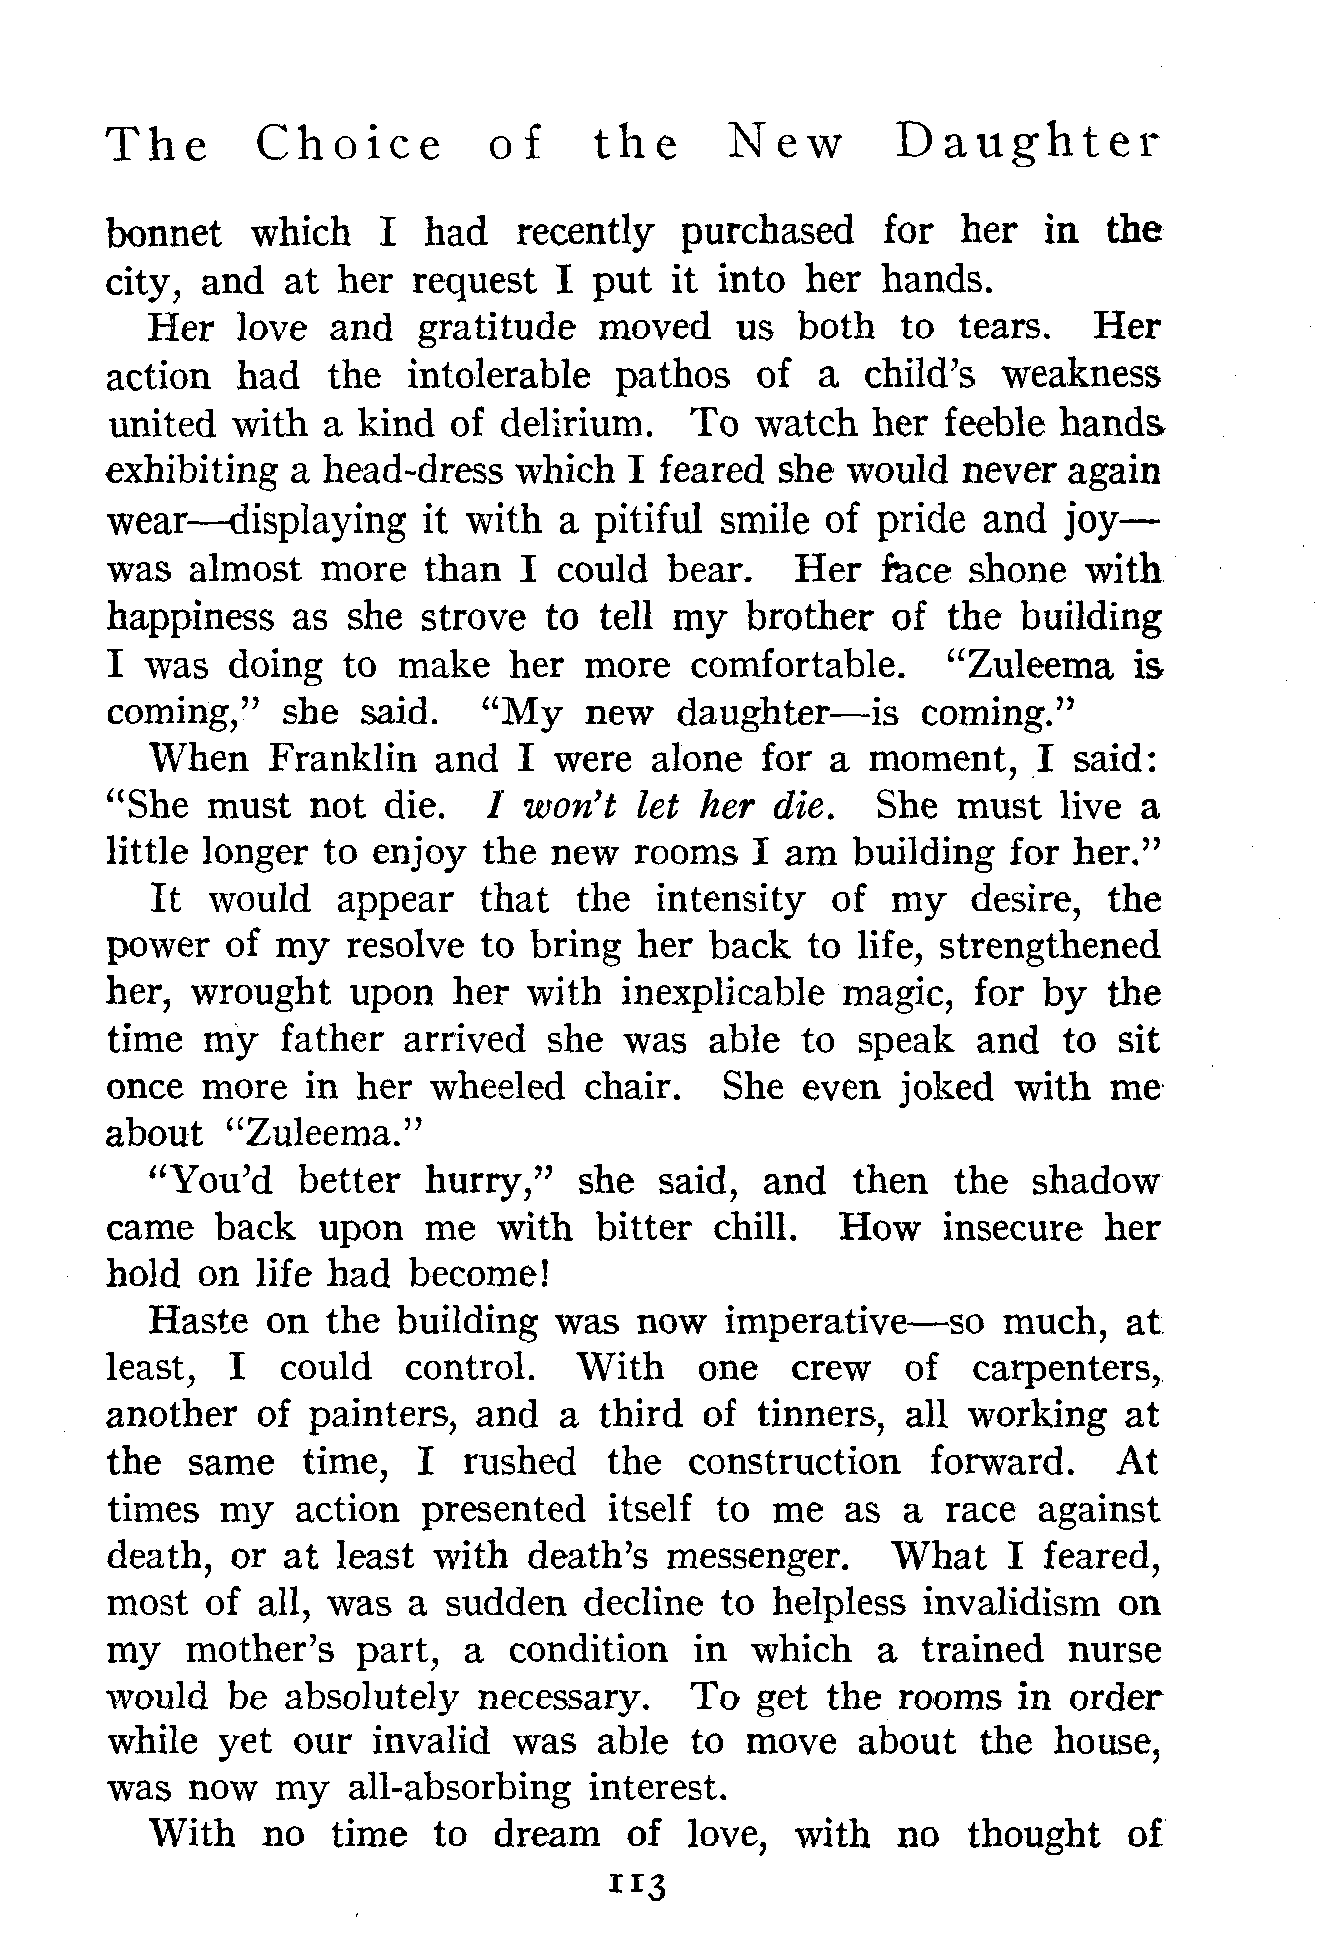 The Choice of the New Daughter
bonnet which I had recently purchased for her in the
city, and at her request I put it into her hands.
Her love and gratitude moved us both to tears. Her
action had the intolerable pathos of a child's weakness
united with a kind of delirium. To watch her feeble hands
exhibiting a head-dress which I feared she would never again
wear—displaying it with a pitiful smile of pride and joy—
was almost more than I could bear. Her face shone with
happiness as she strove to tell my brother of the building
I was doing to make her more comfortable. “Zuleema is
coming,” she said. “My new daughter—is coming.”
When Franklin and I were alone for a moment, I said:
“She must not die. I won't let her die. She must live a
little longer to enjoy the new rooms I am building for her.”
It would appear that the intensity of my desire, the
power of my resolve to bring her back to life, strengthened
her, wrought upon her with inexplicable magic, for by the
time my father arrived she was able to speak and to sit
once more in her wheeled chair. She even joked with me
about “Zuleema.”
“You'd better hurry,” she said, and then the shadow
came back upon me with bitter chill. How insecure her
hold on life had become!
Haste on the building was now imperative—so much, at
least, I could control. With one crew of carpenters,
another of painters, and a third of tinners, all working at
the same time, I rushed the construction forward. At
times my action presented itself to me as a race against
death, or at least with death's messenger. What I feared,
most of all, was a sudden decline to helpless invalidism on
my mother's part, a condition in which a trained nurse
would be absolutely necessary. To get the rooms in order
while yet our invalid was able to move about the house,
was now my all-absorbing interest.
With no time to dream of love, with no thought of
113